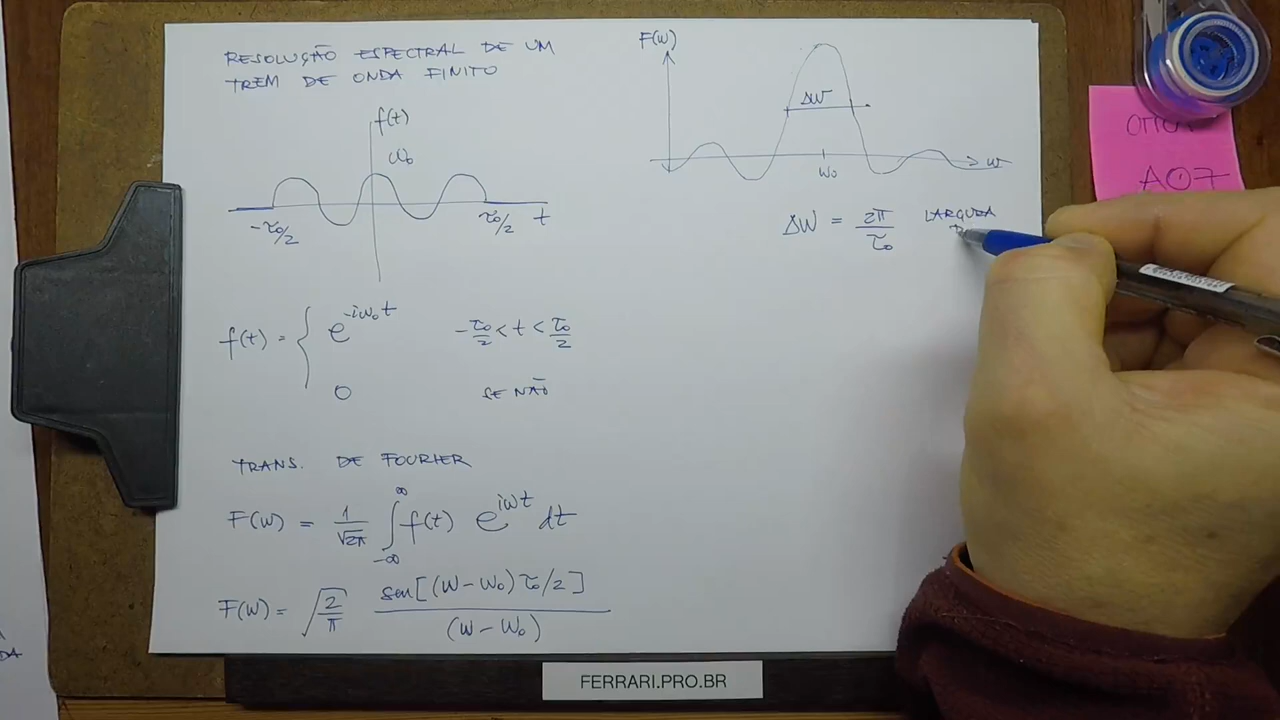 RESOLUÇÃO ESPECTRAL DE UM
TREM DE ONDA FINITO
f(t)
ω₀
-τ₀/2
τ₀/2
t
f(t) = { e^{-iω₀t}   -τ₀/2 < t < τ₀/2
0   SE NÃO
TRANS. DE FOURIER
F(ω) = 1/√2π ∫_{-∞}^{∞} f(t) e^{iωt} dt
F(ω) = √(2/π) sen[(ω-ω₀)τ₀/2] / (ω-ω₀)
F(ω)
Δω
ω₀
ω
Δω = 2π/τ₀   LARGURA
FERRARI.PRO.BR
A07